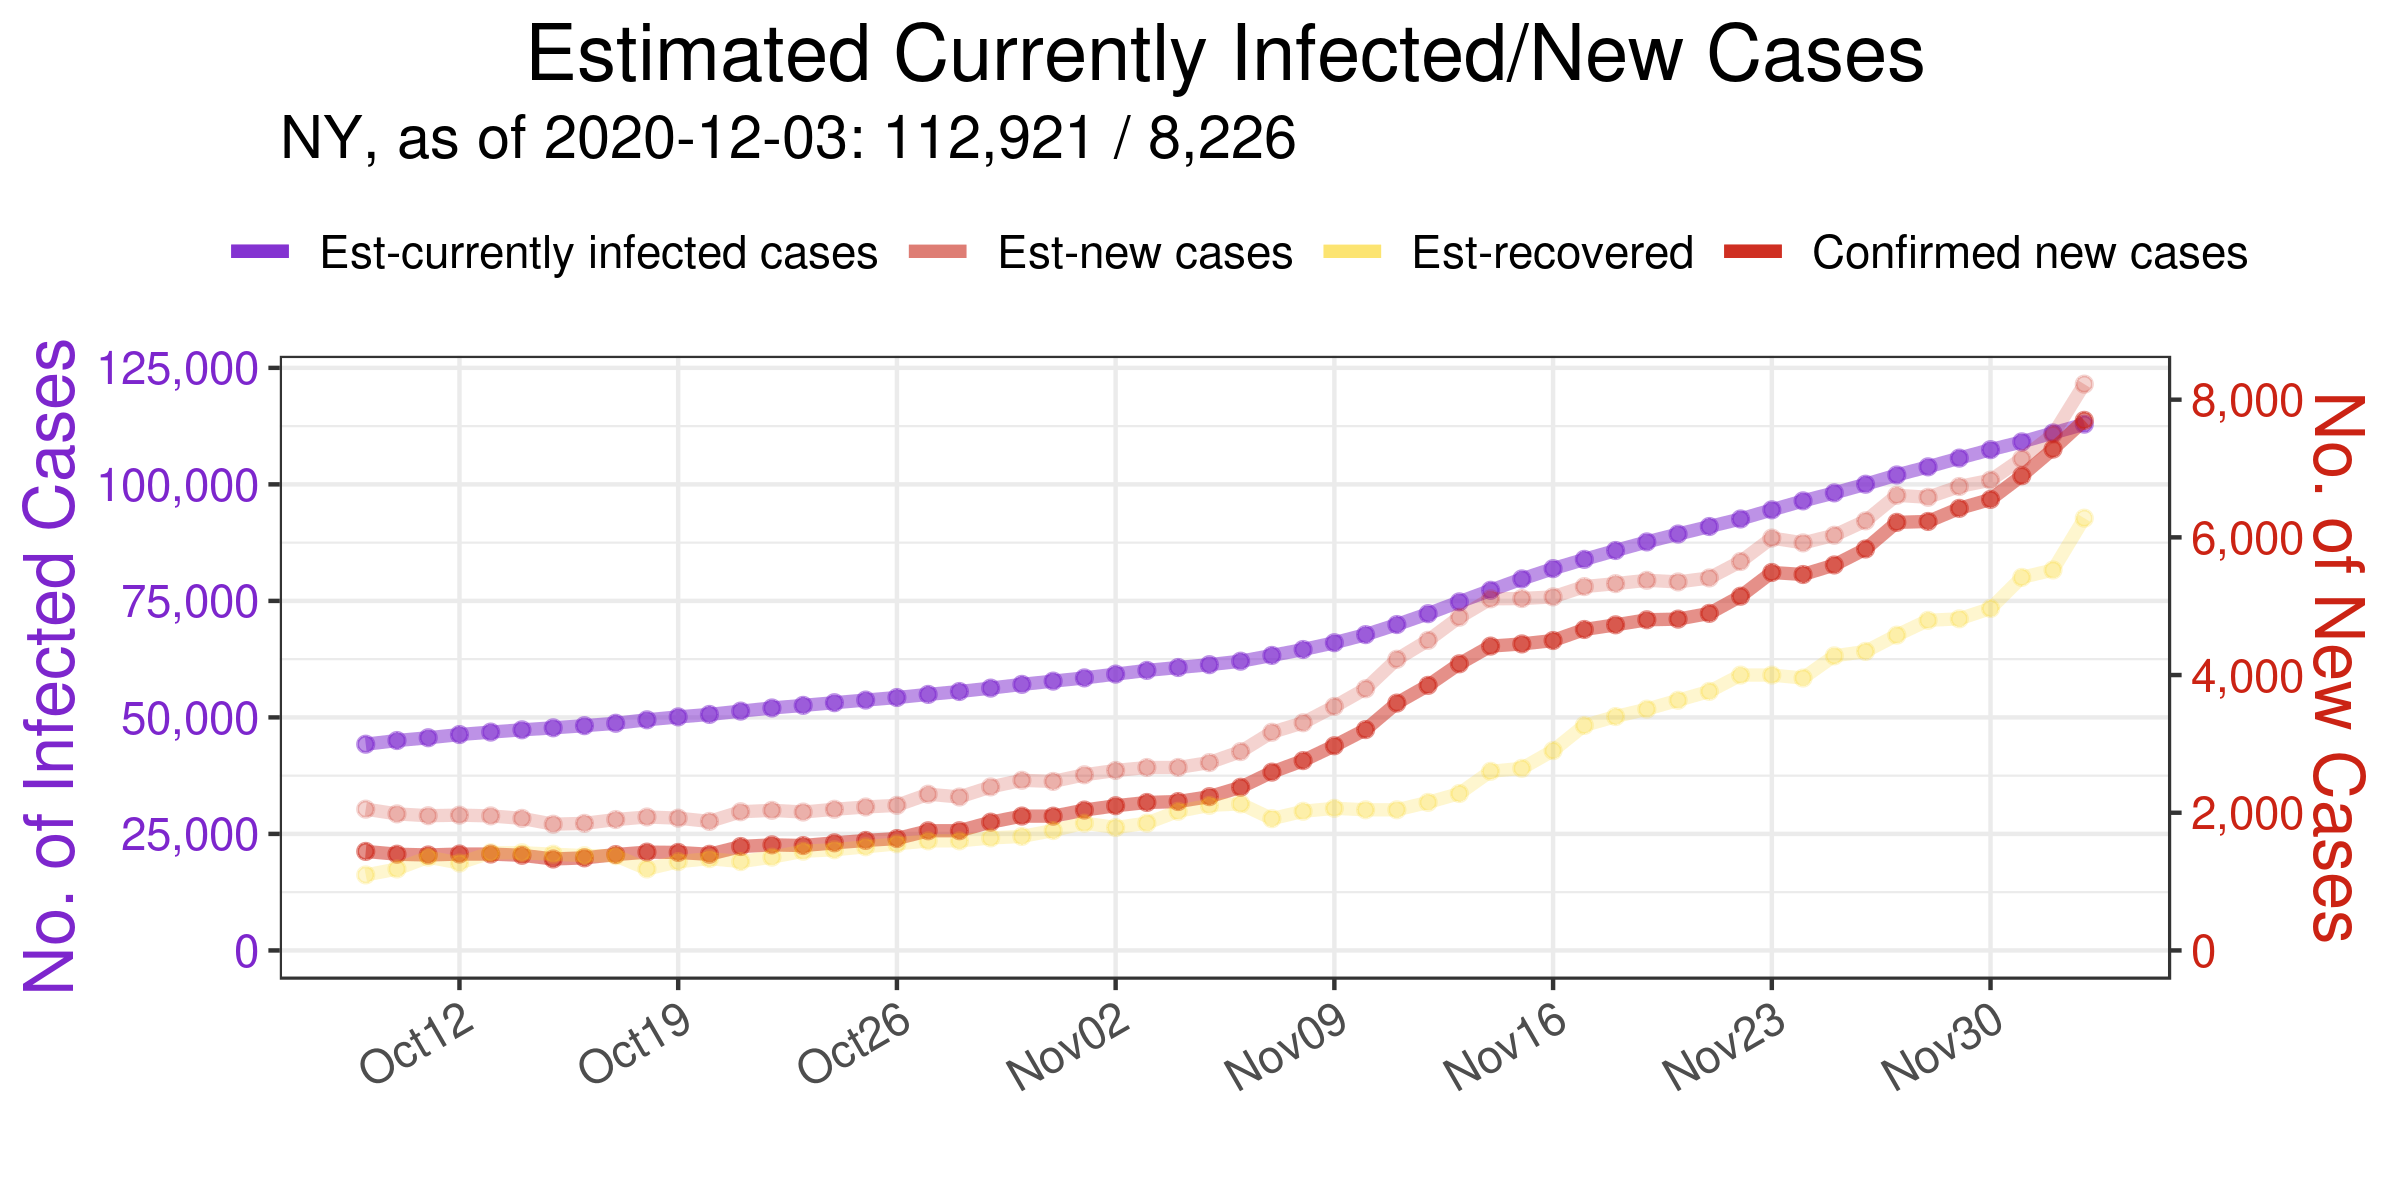 Estimated Currently Infected/New Cases
NY, as of 2020-12-03: 112,921 / 8,226
Est-currently infected cases Est-new cases Est-recovered Confirmed new cases
No. of Infected Cases
125,000
100,000
75,000
50,000
25,000
0
8,000
6,000
4,000
2,000
0
No. of New Cases
Oct12 Oct19 Oct26 Nov02 Nov09 Nov16 Nov23 Nov30